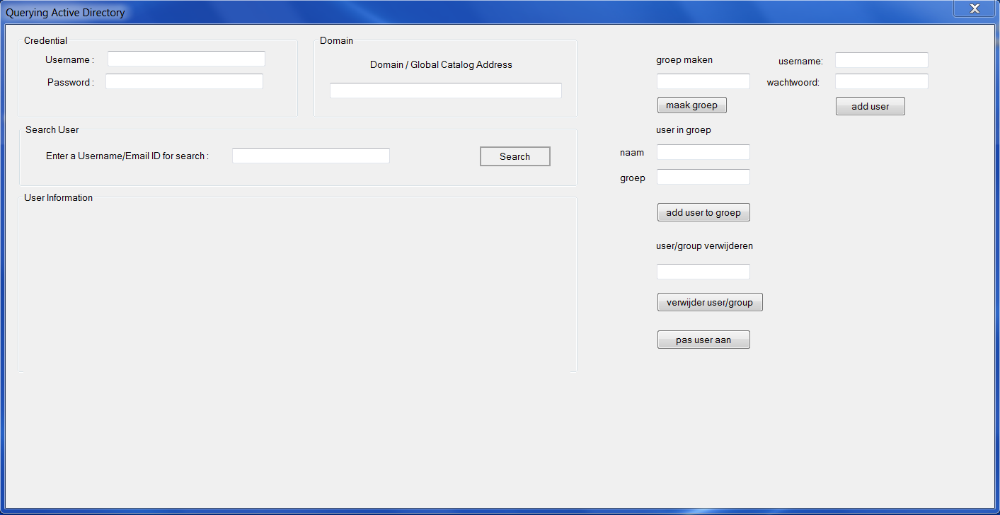 Querying Active Directory
Credential
Username :
Password :
Domain
Domain / Global Catalog Address
Search User
Enter a Username/Email ID for search :
Search
User Information
groep maken
maak groep
username:
wachtwoord:
add user
user in groep
naam
groep
add user to groep
user/group verwijderen
verwijder user/group
pas user aan